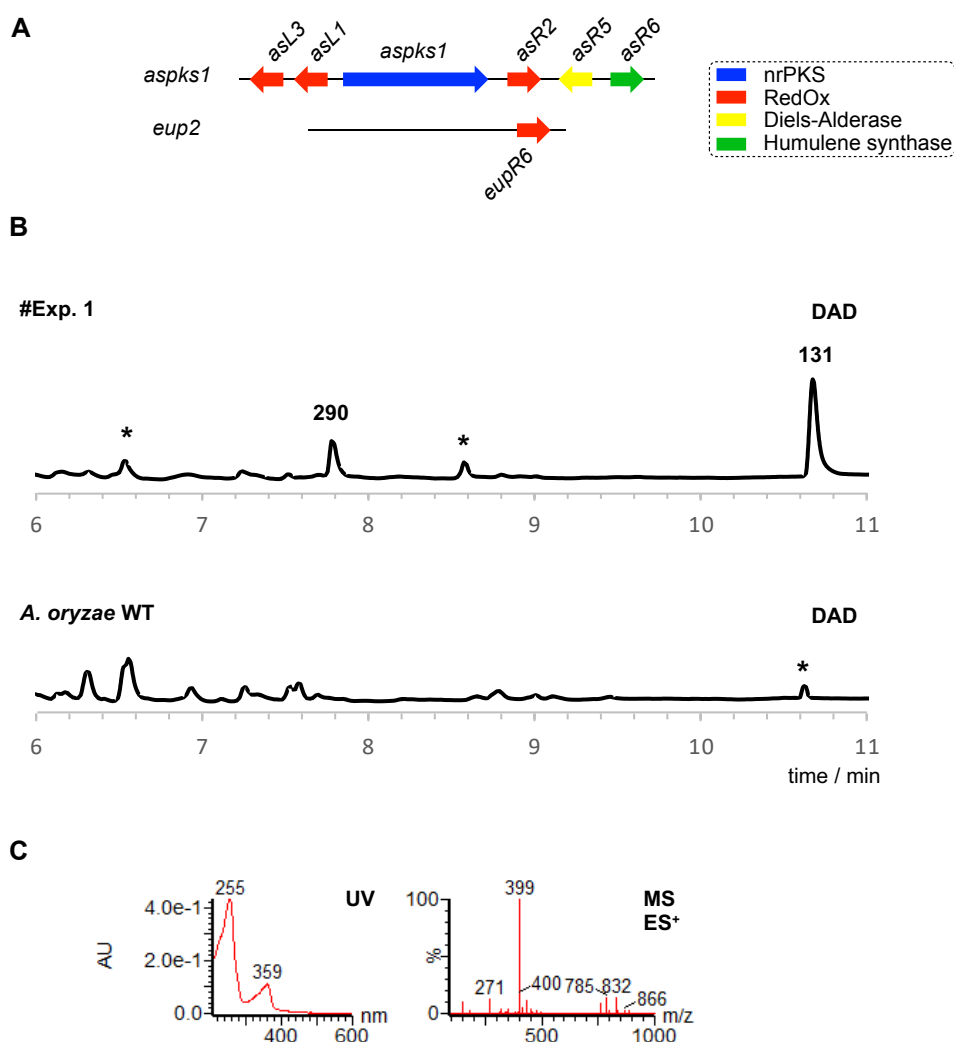 A
asL3 asL1 aspks1 asR2 asR5 asR6
aspks1
eup2
eupR6
nrPKS
RedOx
Diels-Alderase
Humulene synthase
B
#Exp. 1 DAD
131
290
* *
6 7 8 9 10 11
A. oryzae WT DAD
*
6 7 8 9 10 11
time / min
C
255 UV
4.0e-1
AU
2.0e-1
359
0.0
400 nm 600
399 MS
100 ES⁺
%
271 400 785 832 866
0
500 m/z 1000